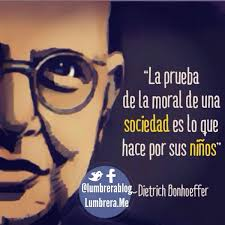 "La prueba
de la moral de una
sociedad es lo que
hace por sus niños"
@lumbrerablog
Lumbrera.Me
- Dietrich Bonhoeffer